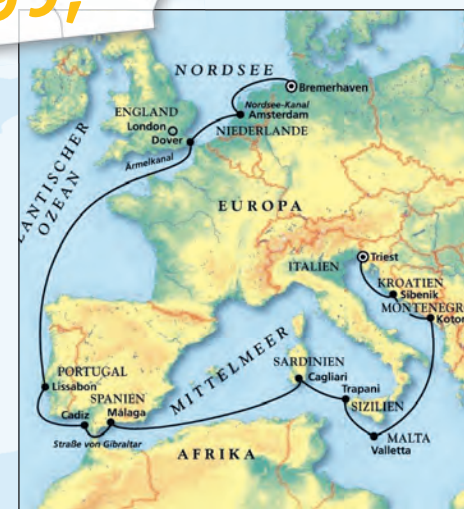 NORDSEE
Bremerhaven
Nordsee-Kanal
Amsterdam
ENGLAND
London
Dover
NIEDERLANDE
Ärmelkanal
ANTISCHER
OZEAN
EUROPA
Triest
ITALIEN
KROATIEN
Sibenik
MONTENEGR
Kotor
MITTELMEER
SARDINIEN
Cagliari
PORTUGAL
Lissabon
SPANIEN
Cadiz
Málaga
Straße von Gibraltar
Trapani
SIZILIEN
MALTA
Valletta
AFRIKA